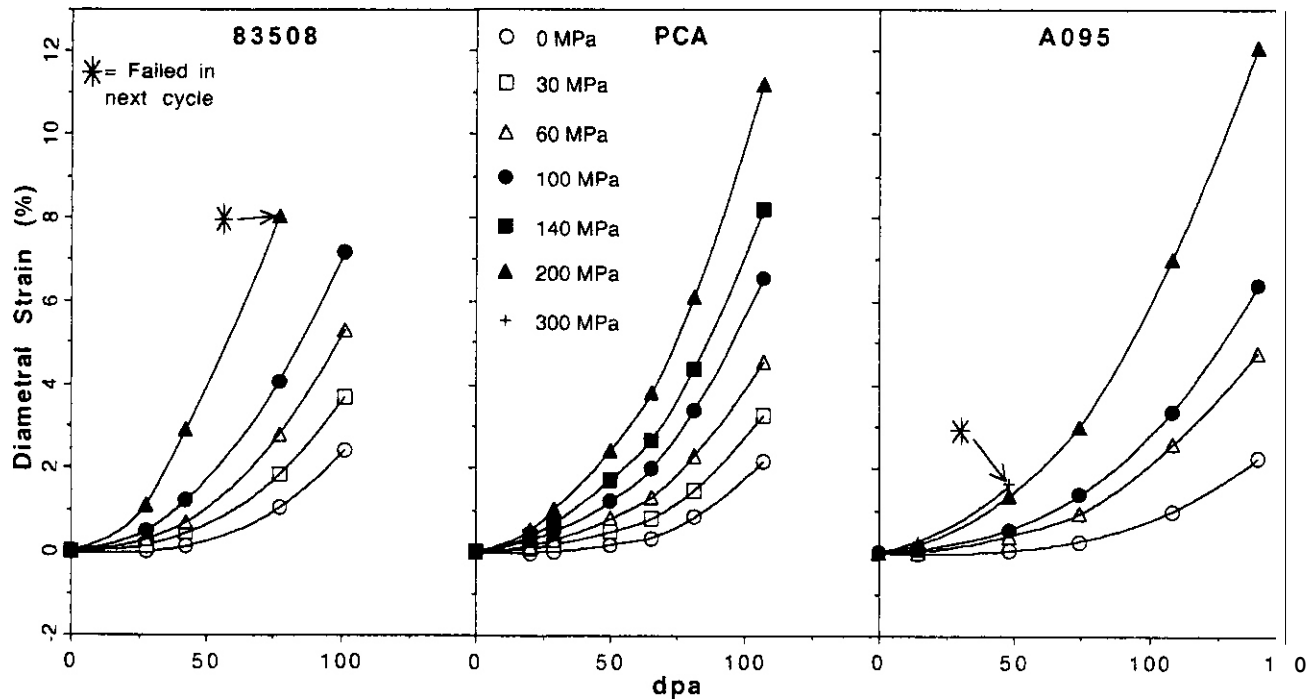 83508
PCA
A095
= Failed in
next cycle
0 MPa
30 MPa
60 MPa
100 MPa
140 MPa
200 MPa
300 MPa
Diametral Strain (%)
12
10
8
6
4
2
0
-2
0 50 100
0 50 100
0 50 100 1 0
dpa